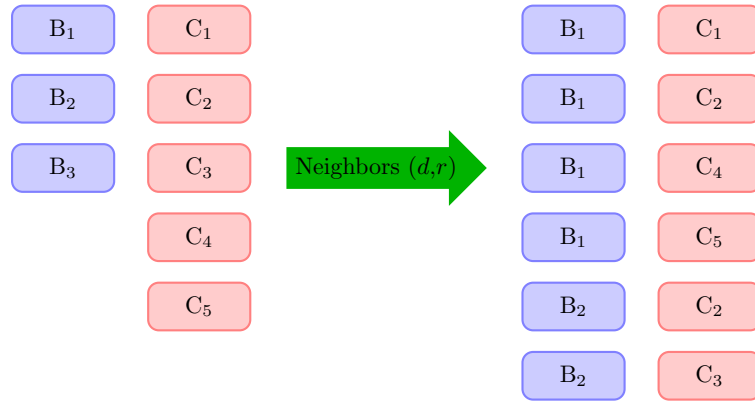 B₁ C₁ B₁ C₁
B₂ C₂ B₁ C₂
B₃ C₃ Neighbors (d,r) B₁ C₄
C₄ B₁ C₅
C₅ B₂ C₂
B₂ C₃